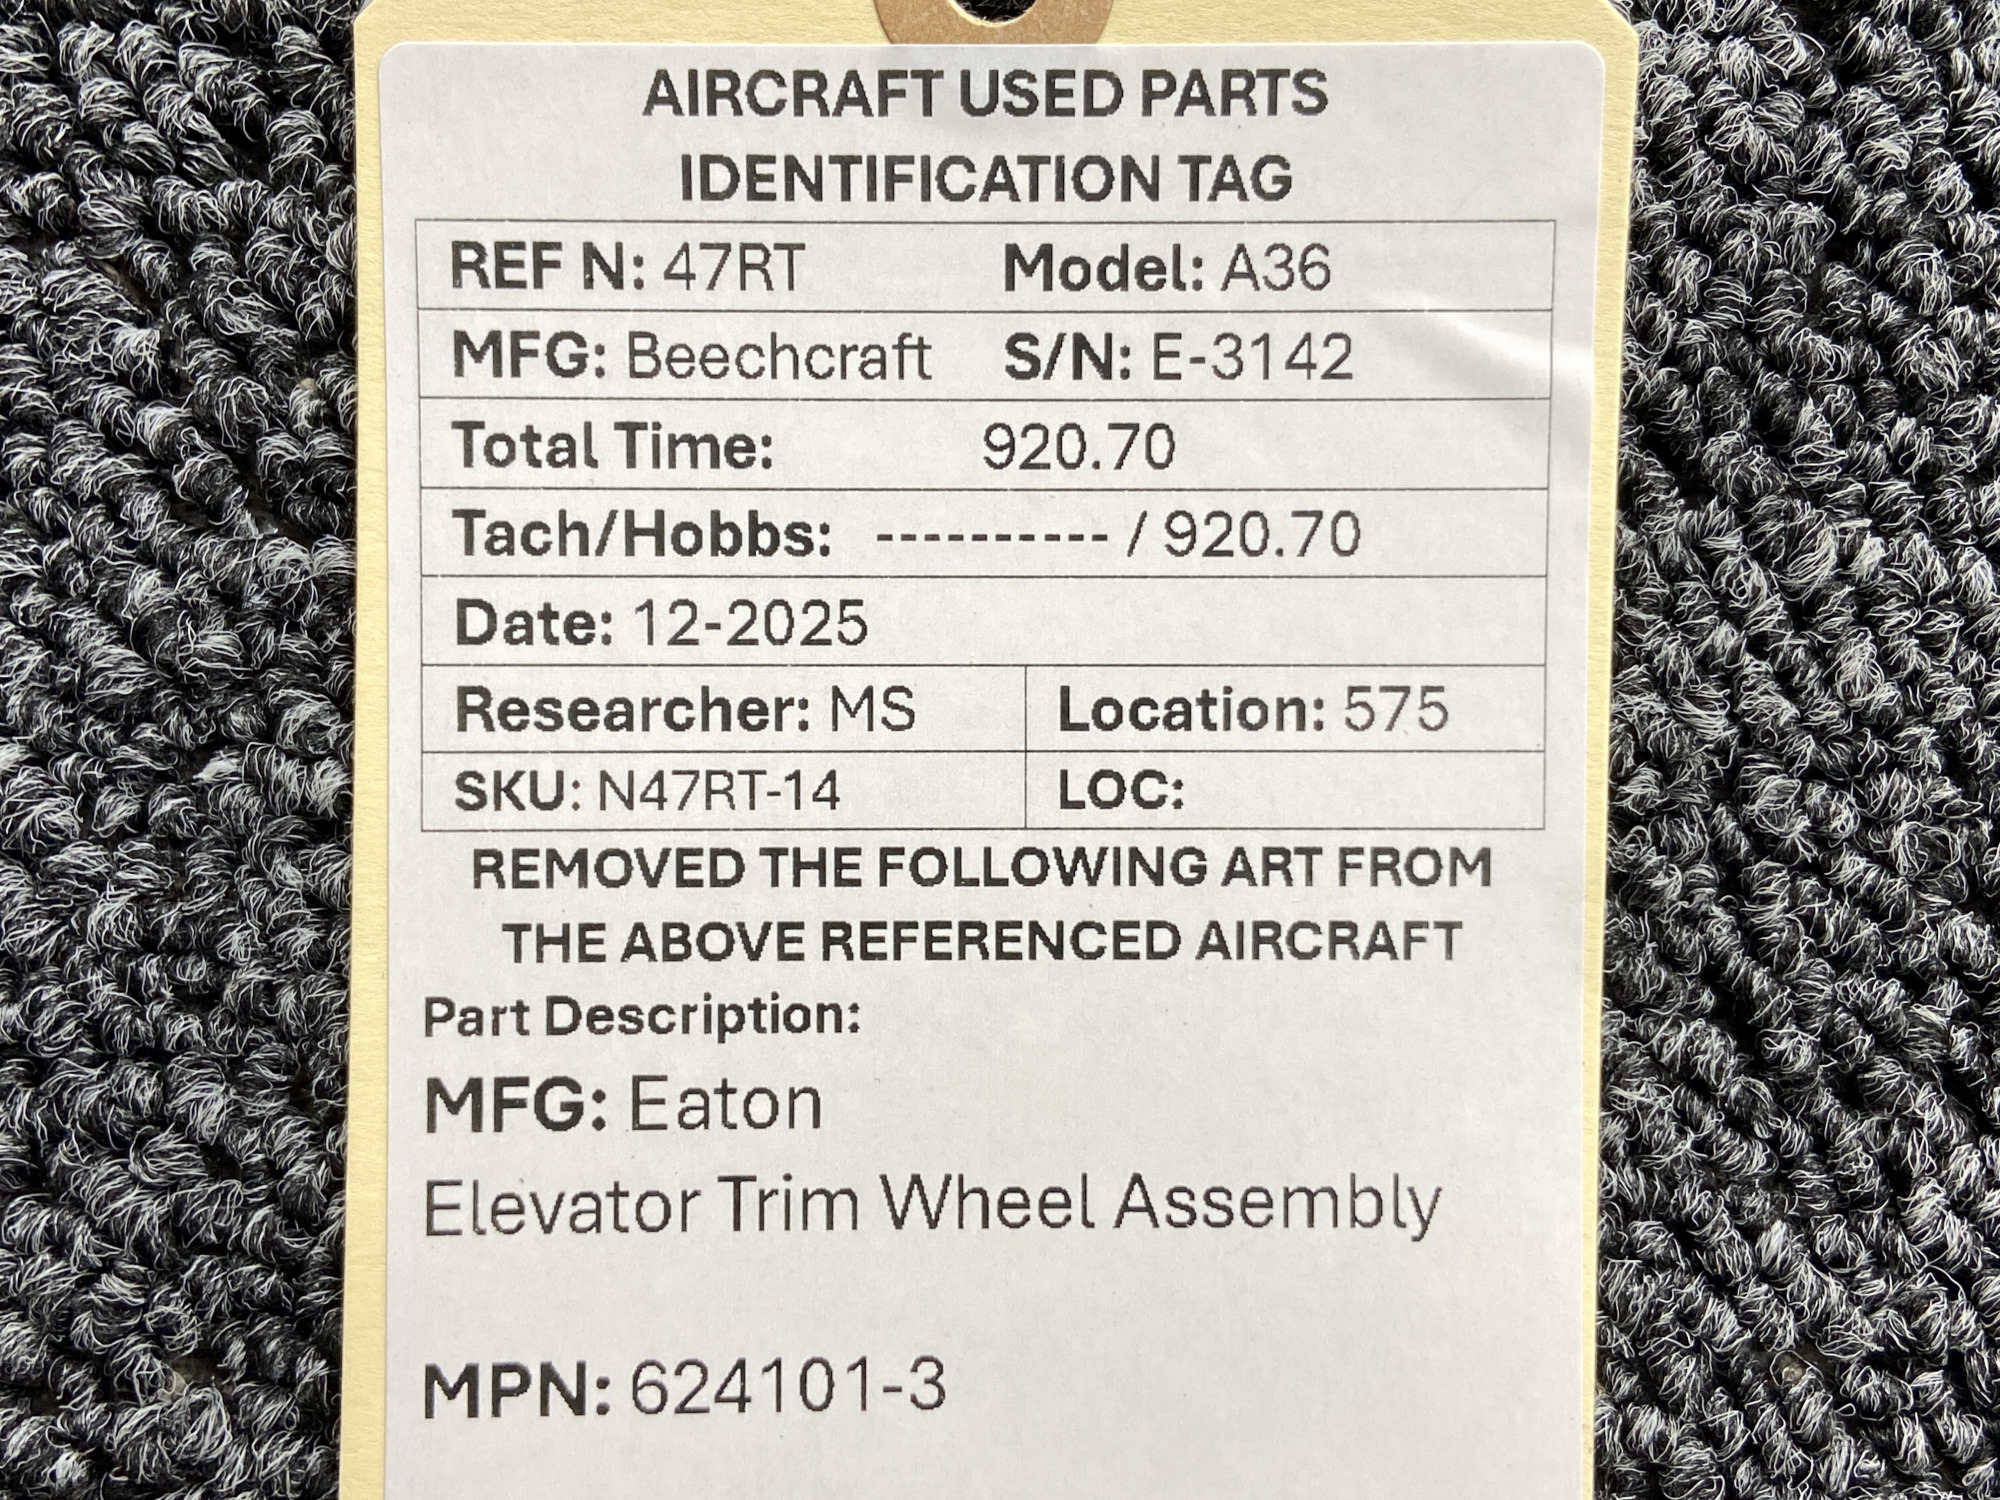 AIRCRAFT USED PARTS
IDENTIFICATION TAG
REF N: 47RT Model: A36
MFG: Beechcraft S/N: E-3142
Total Time: 920.70
Tach/Hobbs: ---------- / 920.70
Date: 12-2025
Researcher: MS Location: 575
SKU: N47RT-14 LOC:
REMOVED THE FOLLOWING ART FROM
THE ABOVE REFERENCED AIRCRAFT
Part Description:
MFG: Eaton
Elevator Trim Wheel Assembly
MPN: 624101-3